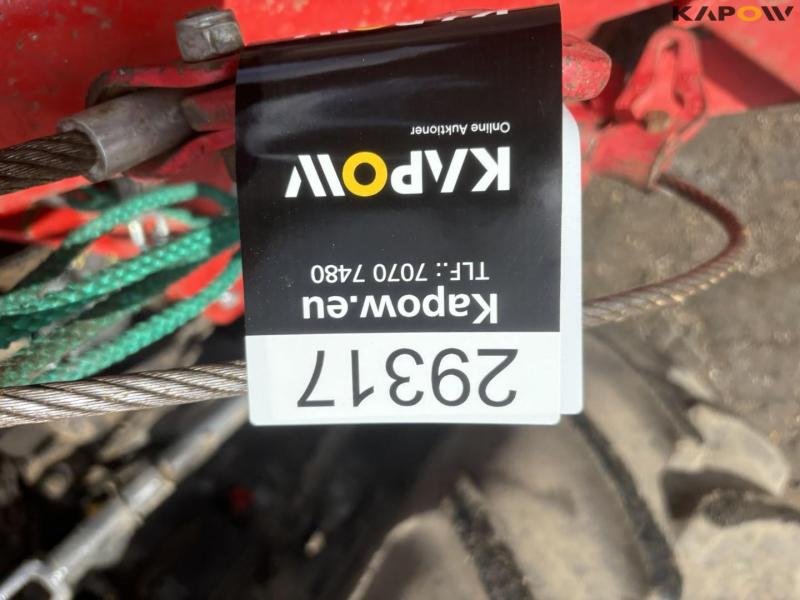 KAPOW
KAPOW
Online Auktioner
Kapow.eu
TLF.: 7070 7480
29317